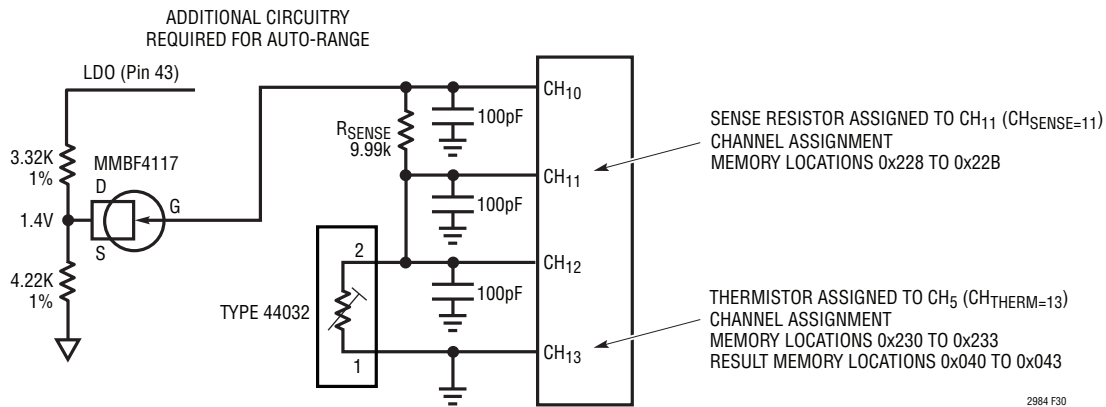 ADDITIONAL CIRCUITRY
REQUIRED FOR AUTO-RANGE
LDO (Pin 43)
3.32K
1%
MMBF4117
D
G
S
1.4V
4.22K
1%
RSENSE
9.99k
100pF
100pF
100pF
2
1
TYPE 44032
CH10
CH11
CH12
CH13
SENSE RESISTOR ASSIGNED TO CH11 (CHSENSE=11)
CHANNEL ASSIGNMENT
MEMORY LOCATIONS 0x228 TO 0x22B
THERMISTOR ASSIGNED TO CH5 (CHTHERM=13)
CHANNEL ASSIGNMENT
MEMORY LOCATIONS 0x230 TO 0x233
RESULT MEMORY LOCATIONS 0x040 TO 0x043
2984 F30